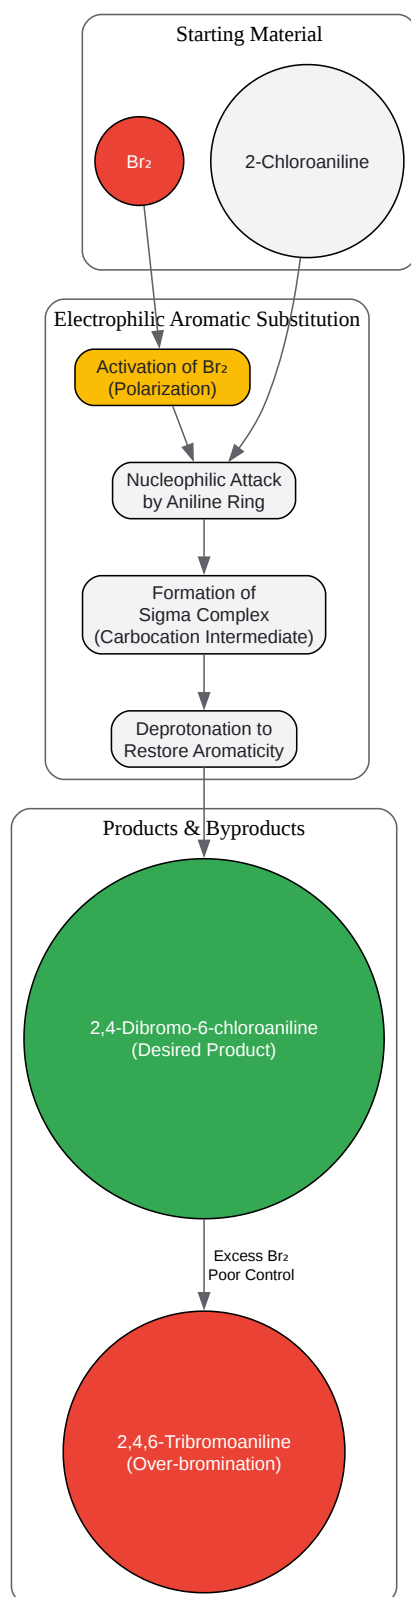 Starting Material
Br₂
2-Chloroaniline
Electrophilic Aromatic Substitution
Activation of Br₂
(Polarization)
Nucleophilic Attack
by Aniline Ring
Formation of
Sigma Complex
(Carbocation Intermediate)
Deprotonation to
Restore Aromaticity
Products & Byproducts
2,4-Dibromo-6-chloroaniline
(Desired Product)
Excess Br₂
Poor Control
2,4,6-Tribromoaniline
(Over-bromination)